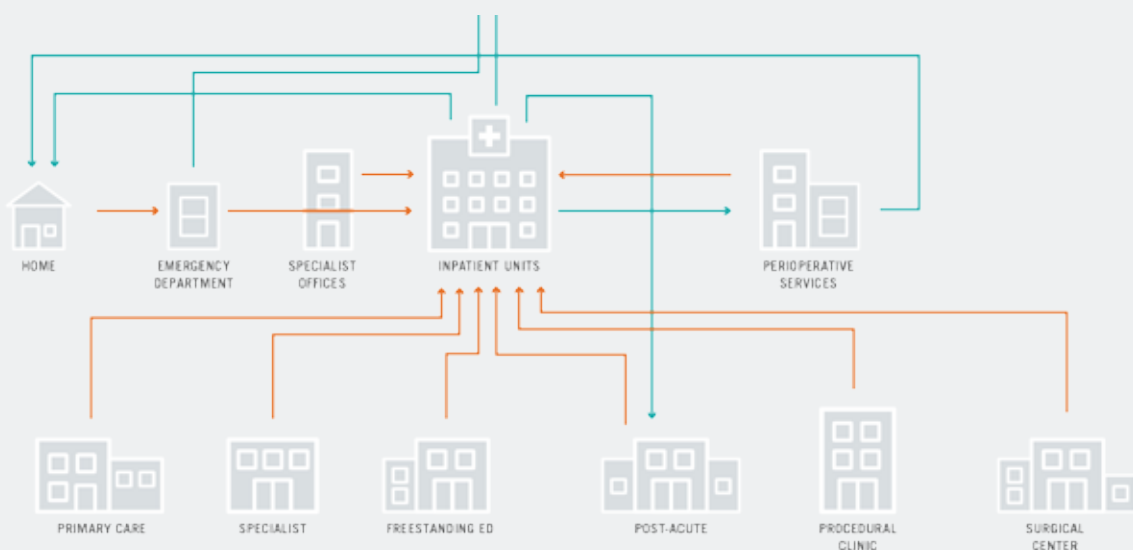 HOME
EMERGENCY
DEPARTMENT
SPECIALIST
OFFICES
INPATIENT UNITS
PERIOPERATIVE
SERVICES
PRIMARY CARE
SPECIALIST
FREESTANDING ED
POST-ACUTE
PROCEDURAL
CLINIC
SURGICAL
CENTER